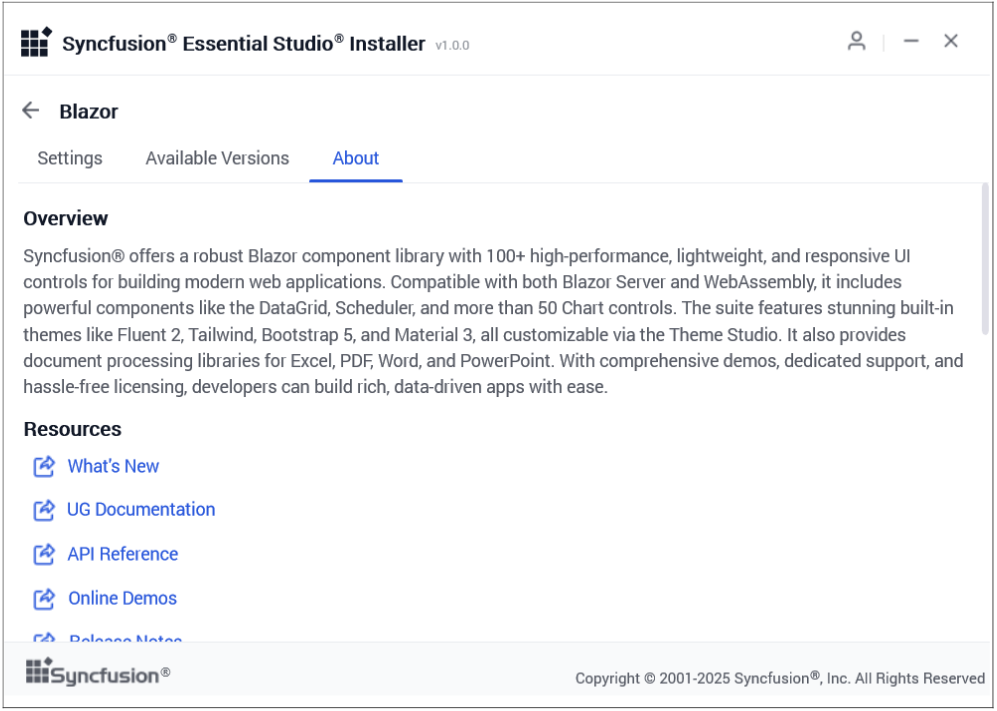 Syncfusion® Essential Studio® Installer v1.0.0
Blazor
Settings Available Versions About
Overview
Syncfusion® offers a robust Blazor component library with 100+ high-performance, lightweight, and responsive UI
controls for building modern web applications. Compatible with both Blazor Server and WebAssembly, it includes
powerful components like the DataGrid, Scheduler, and more than 50 Chart controls. The suite features stunning built-in
themes like Fluent 2, Tailwind, Bootstrap 5, and Material 3, all customizable via the Theme Studio. It also provides
document processing libraries for Excel, PDF, Word, and PowerPoint. With comprehensive demos, dedicated support, and
hassle-free licensing, developers can build rich, data-driven apps with ease.
Resources
What's New
UG Documentation
API Reference
Online Demos
Release Notes
Syncfusion®
Copyright © 2001-2025 Syncfusion®, Inc. All Rights Reserved